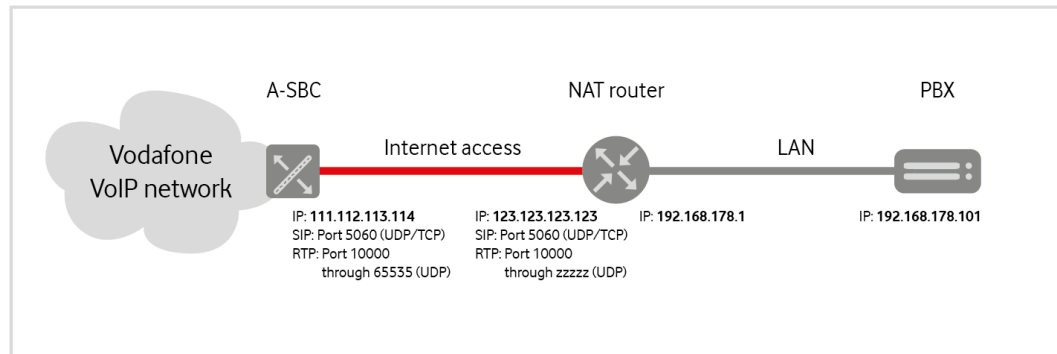 A-SBC
NAT router
PBX
Vodafone
VoIP network
Internet access
LAN
IP: 111.112.113.114
SIP: Port 5060 (UDP/TCP)
RTP: Port 10000
through 65535 (UDP)
IP: 123.123.123.123
SIP: Port 5060 (UDP/TCP)
RTP: Port 10000
through zzzzz (UDP)
IP: 192.168.178.1
IP: 192.168.178.101